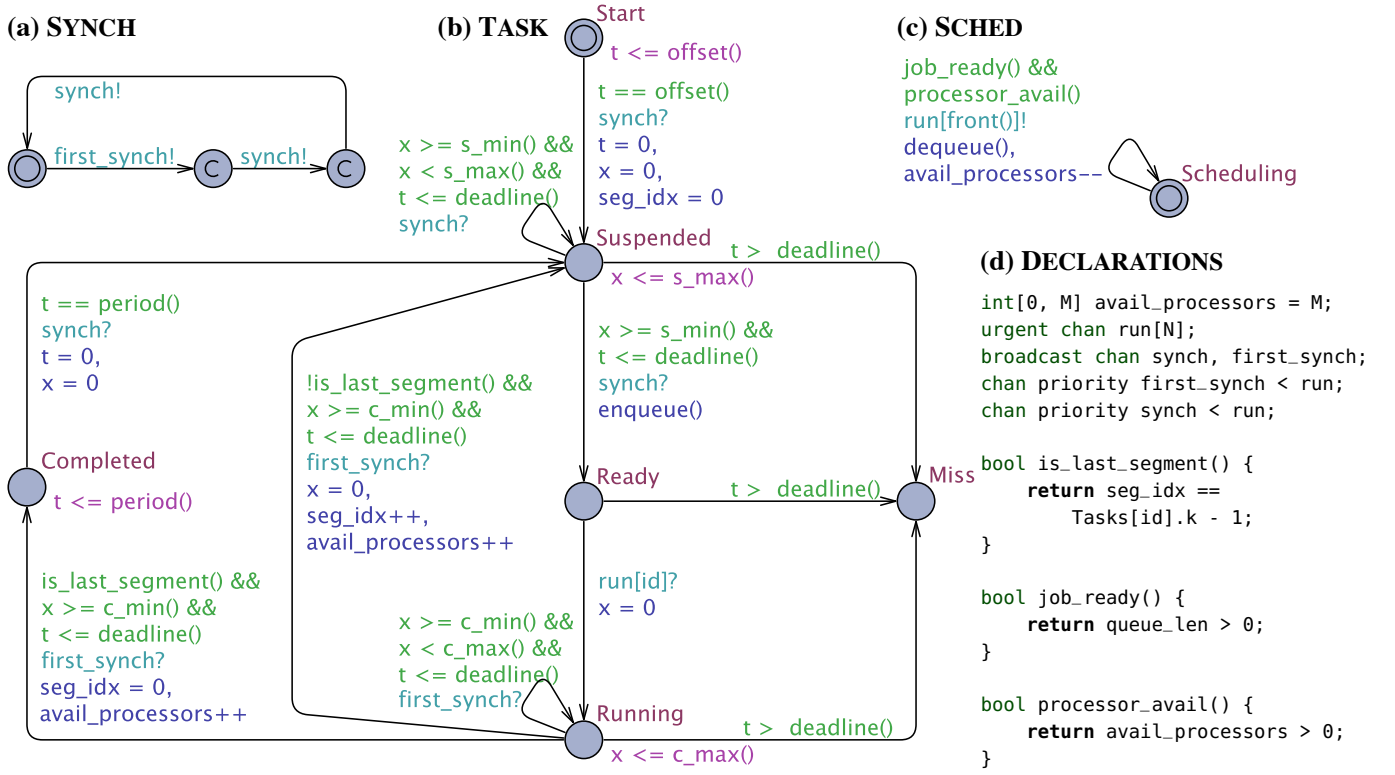 (a) SYNCH
synch!
first_synch!
synch!
C
C
(b) TASK
Start
t <= offset()
t == offset()
synch?
t = 0,
x = 0,
seg_idx = 0
x >= s_min() &&
x < s_max() &&
t <= deadline()
synch?
Suspended
x <= s_max()
t > deadline()
t == period()
synch?
t = 0,
x = 0
x >= s_min() &&
t <= deadline()
synch?
enqueue()
!is_last_segment() &&
x >= c_min() &&
t <= deadline()
first_synch?
x = 0,
seg_idx++,
avail_processors++
Completed
t <= period()
Ready
t > deadline()
Miss
is_last_segment() &&
x >= c_min() &&
t <= deadline()
first_synch?
seg_idx = 0,
avail_processors++
run[id]?
x = 0
x >= c_min() &&
x < c_max() &&
t <= deadline()
first_synch?
Running
x <= c_max()
t > deadline()
(c) SCHED
job_ready() &&
processor_avail()
run[front()]!
dequeue(),
avail_processors--
Scheduling
(d) DECLARATIONS
int[0, M] avail_processors = M;
urgent chan run[N];
broadcast chan synch, first_synch;
chan priority first_synch < run;
chan priority synch < run;
bool is_last_segment() {
return seg_idx ==
Tasks[id].k - 1;
}
bool job_ready() {
return queue_len > 0;
}
bool processor_avail() {
return avail_processors > 0;
}